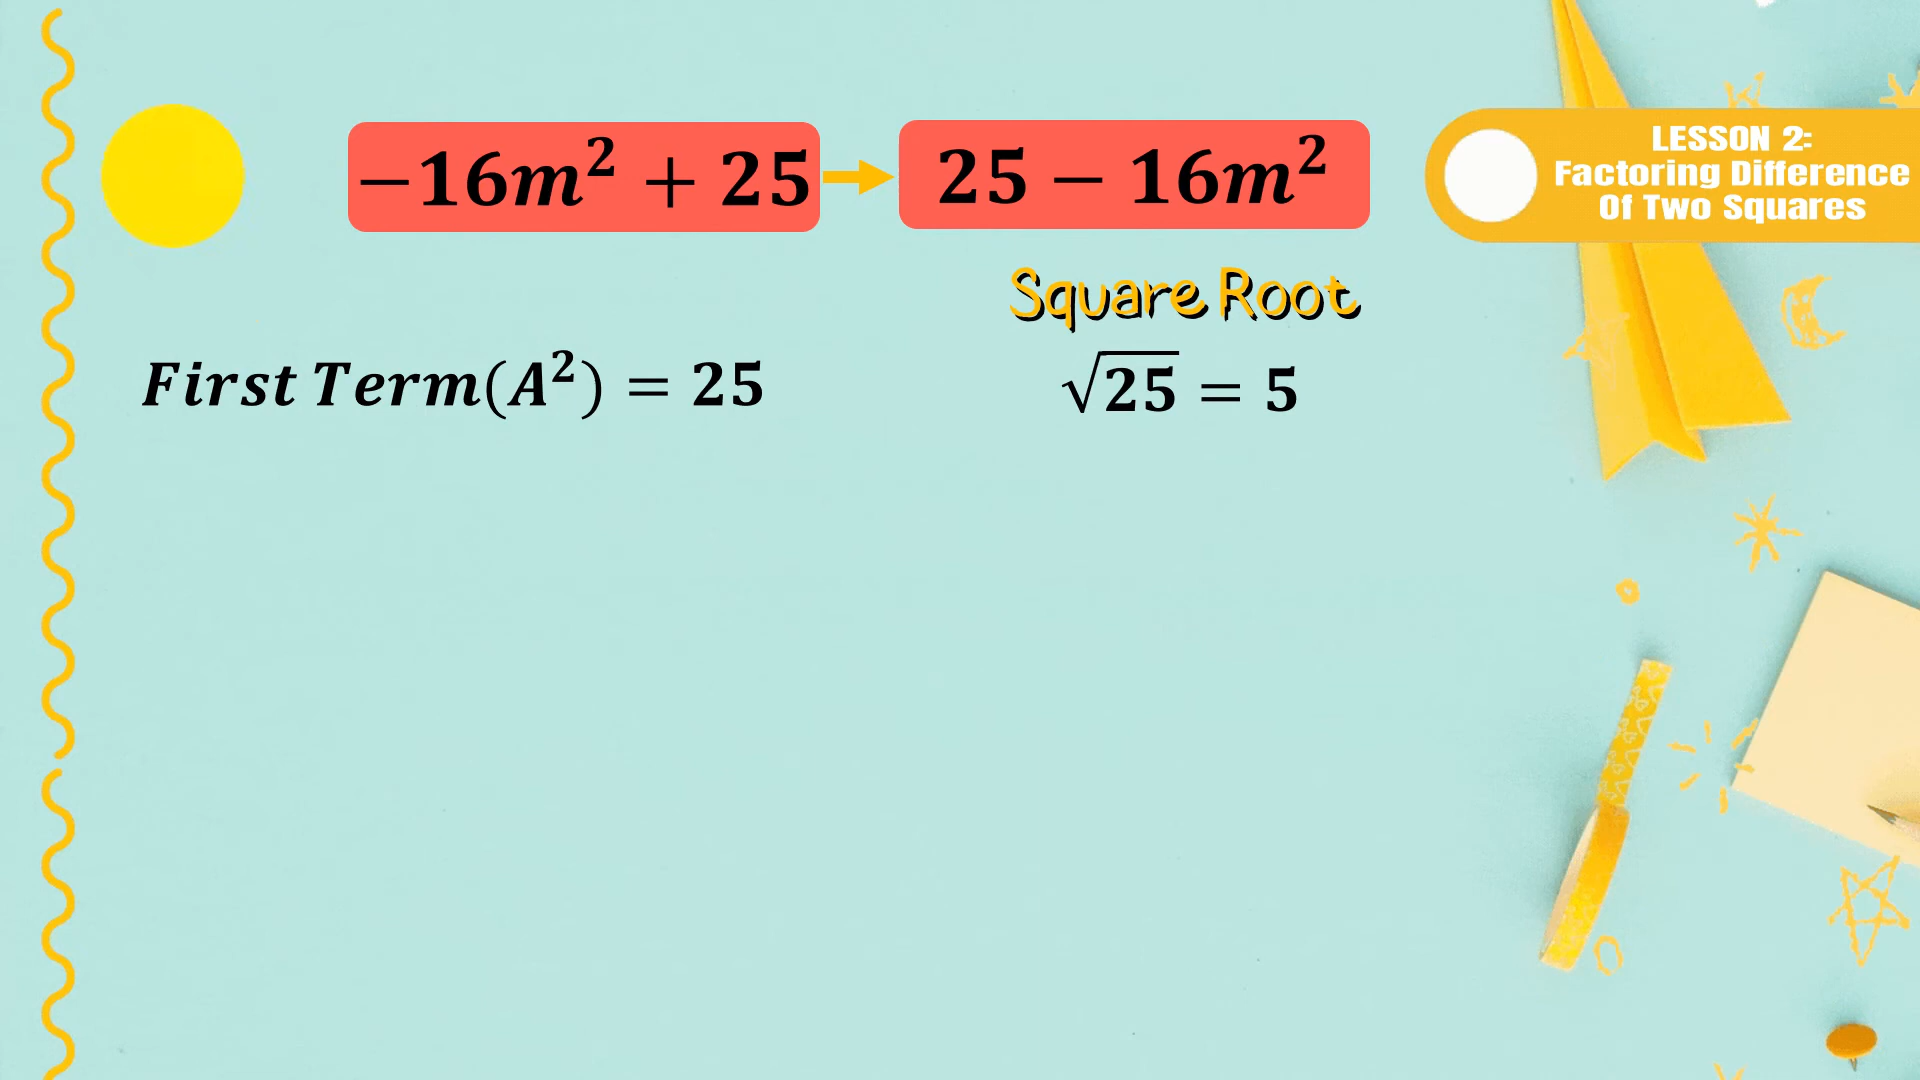 −16m² + 25 → 25 − 16m²
LESSON 2:
Factoring Difference
Of Two Squares
Square Root
First Term(A²) = 25
√25 = 5